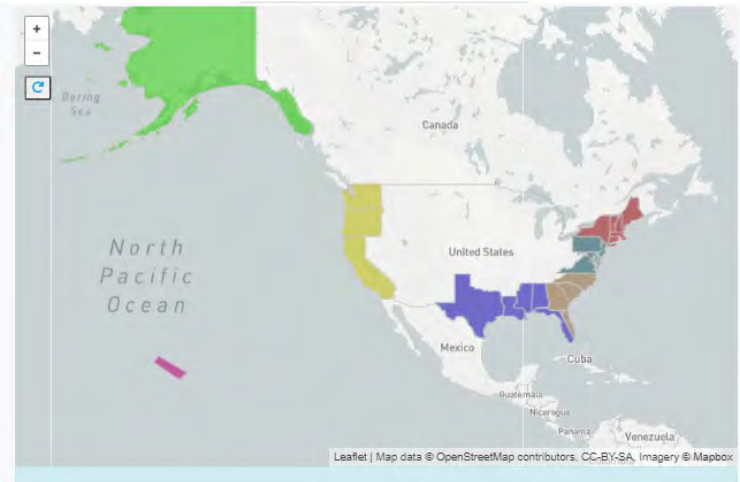 +
-
Bering
Sea
Canada
North
Pacific
Ocean
United States
Mexico
Cuba
Guatemala
Nicaragua
Panama
Venezuela
Leaflet | Map data © OpenStreetMap contributors, CC-BY-SA, Imagery © Mapbox